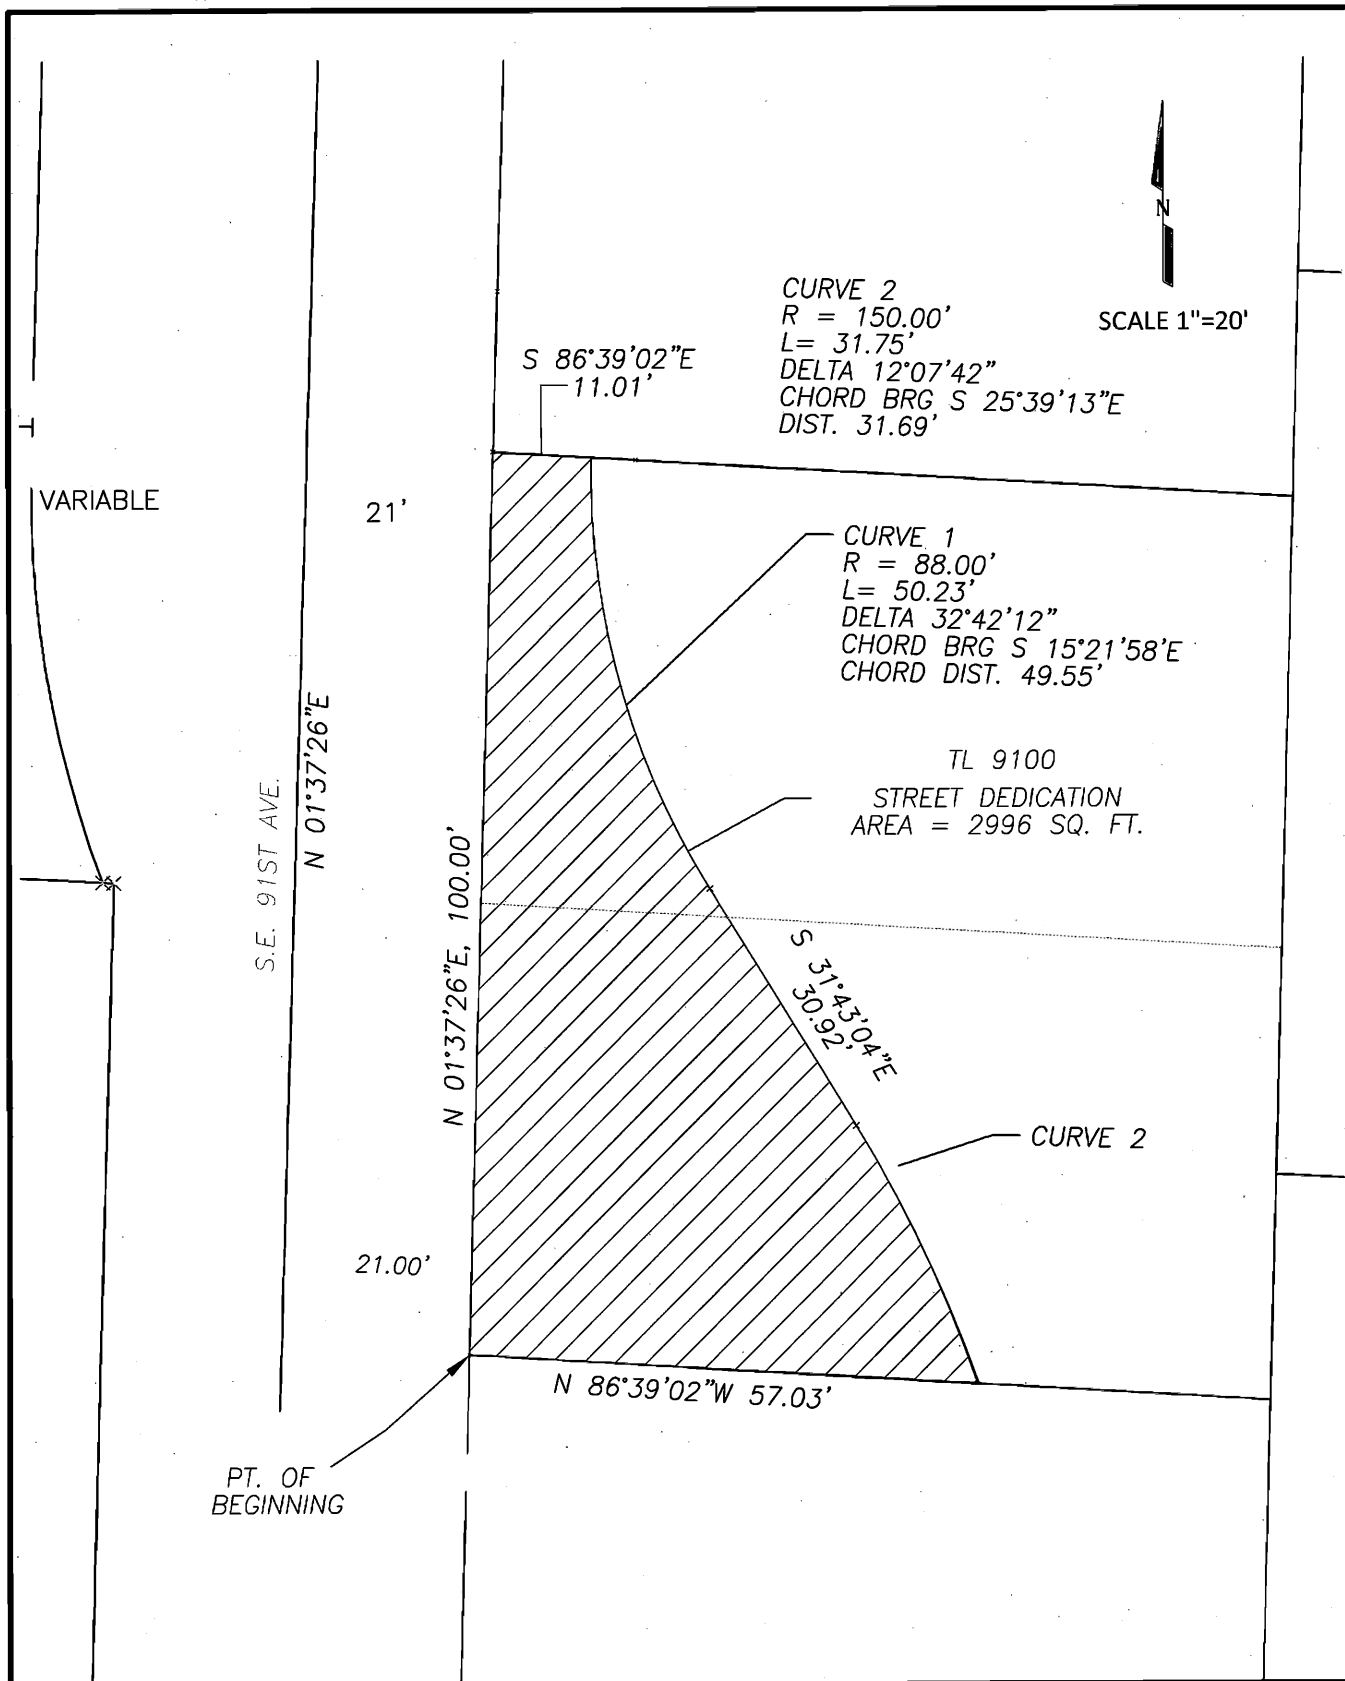 N
SCALE 1"=20'
CURVE 2
R = 150.00'
L= 31.75'
DELTA 12°07'42"
CHORD BRG S 25°39'13"E
DIST. 31.69'
S 86°39'02"E
11.01'
VARIABLE
21'
CURVE 1
R = 88.00'
L= 50.23'
DELTA 32°42'12"
CHORD BRG S 15°21'58'E
CHORD DIST. 49.55'
TL 9100
STREET DEDICATION
AREA = 2996 SQ. FT.
S.E. 91ST AVE.
N 01°37'26"E
N 01°37'26"E, 100.00'
S 31°43'04"E
30.92'
CURVE 2
21.00'
N 86°39'02"W 57.03'
PT. OF
BEGINNING